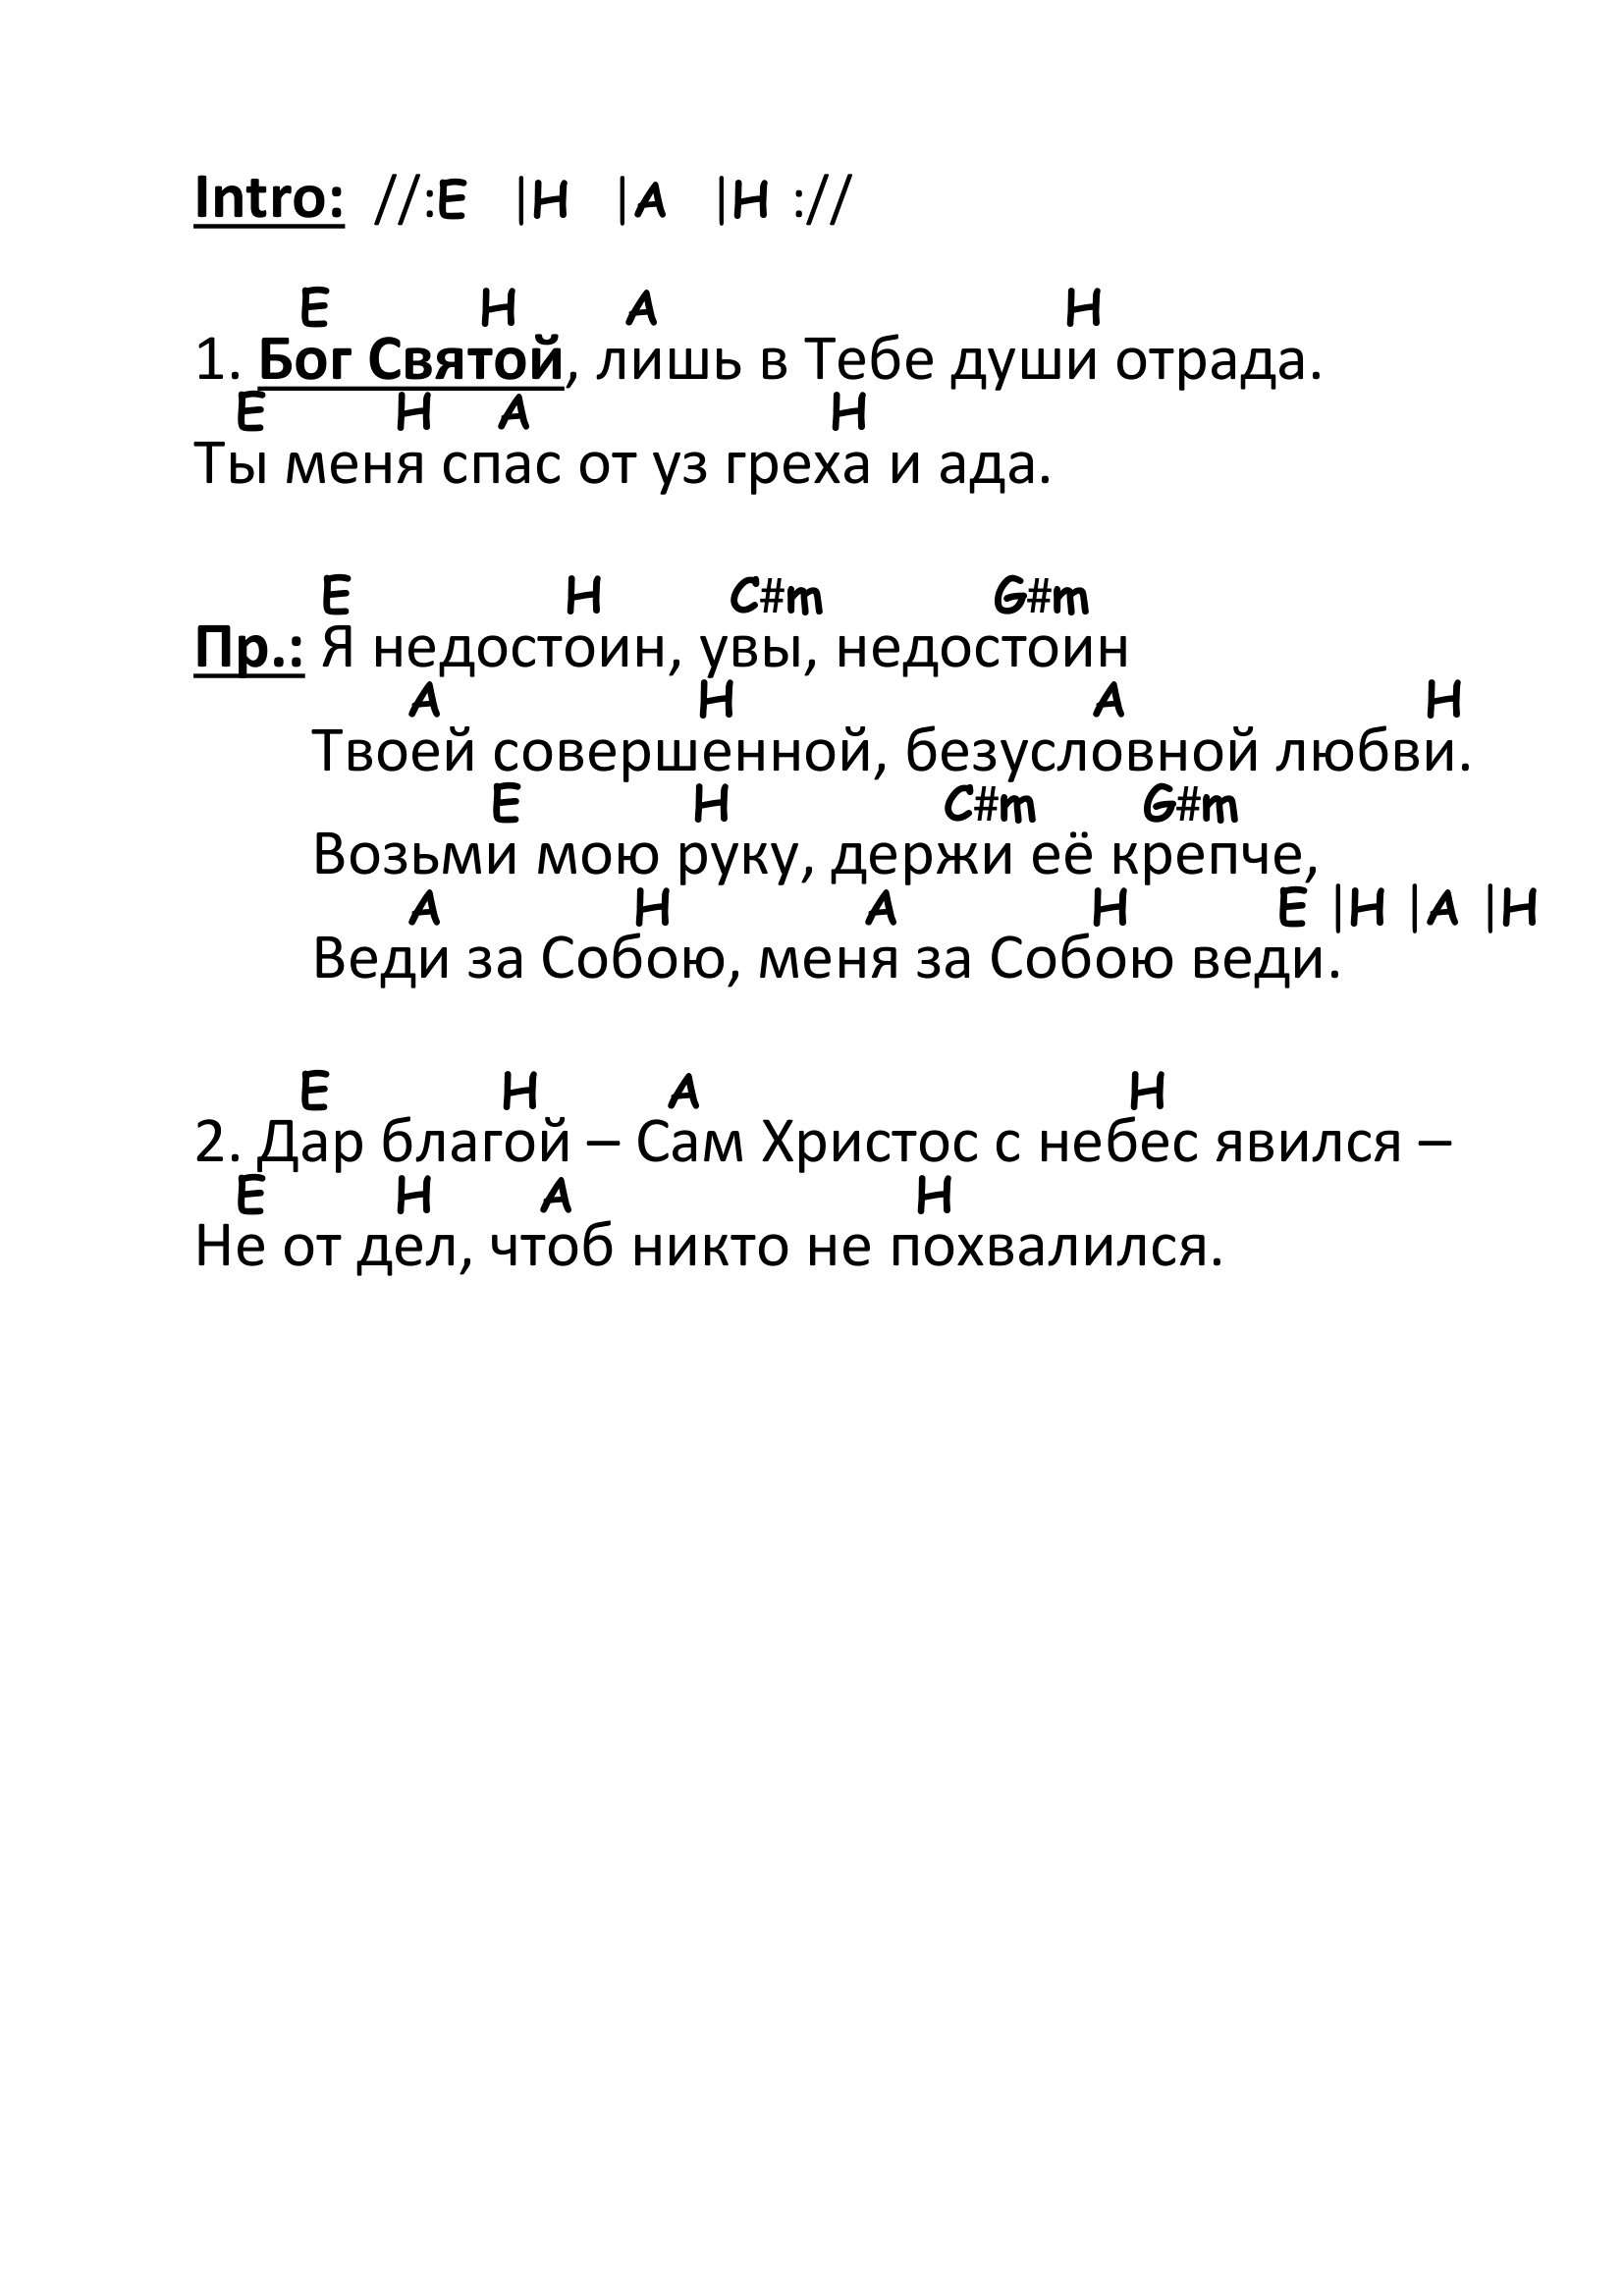 Intro: //:E |H |A |H ://
E H A H
1. Бог Святой, лишь в Тебе души отрада.
E H A H
Ты меня спас от уз греха и ада.
E H C#m G#m
Пр.: Я недостоин, увы, недостоин
A H A H
Твоей совершенной, безусловной любви.
E H C#m G#m
Возьми мою руку, держи её крепче,
A H A H E |H |A |H
Веди за Собою, меня за Собою веди.
E H A H
2. Дар благой – Сам Христос с небес явился –
E H A H
Не от дел, чтоб никто не похвалился.